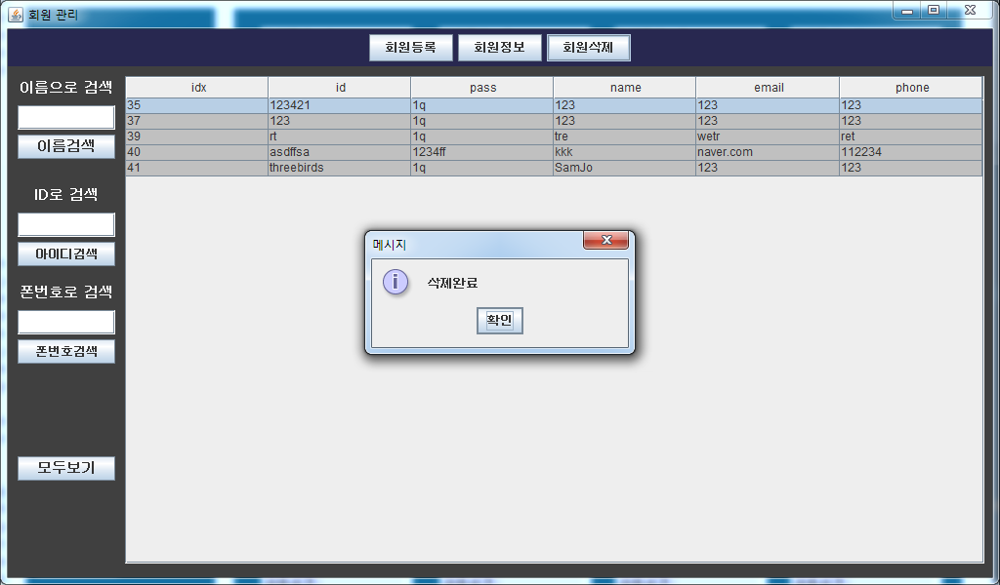 회원 관리
회원등록 회원정보 회원삭제
이름으로 검색
이름검색
ID로 검색
아이디검색
폰번호로 검색
폰번호검색
모두보기
idx id pass name email phone
35 123421 1q 123 123 123
37 123 1q 123 123 123
39 rt 1q tre wetr ret
40 asdffsa 1234ff kkk naver.com 112234
41 threebirds 1q SamJo 123 123
메시지
삭제완료
확인